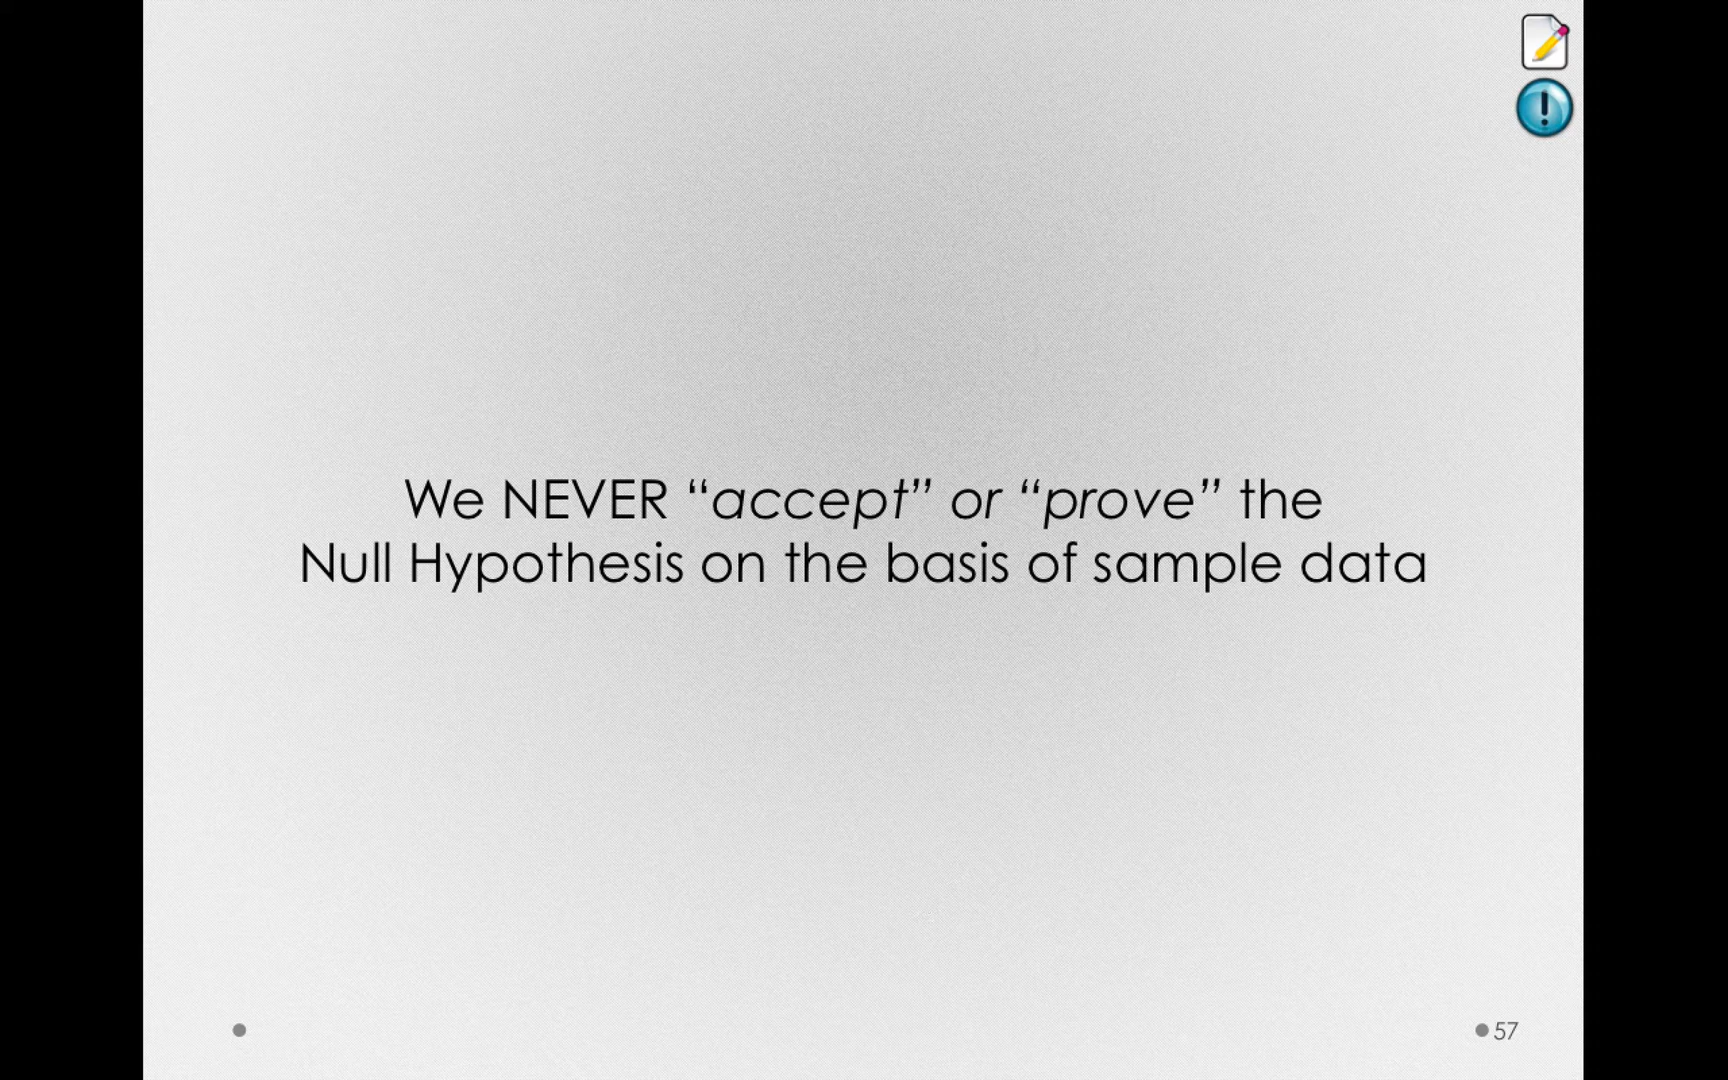 We NEVER “accept” or “prove” the
Null Hypothesis on the basis of sample data
57